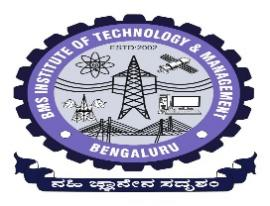 BMS INSTITUTE OF TECHNOLOGY & MANAGEMENT
ESTD:2002
BENGALURU
ನಹಿ ಜ್ಞಾನೇನ ಸದೃಶಂ